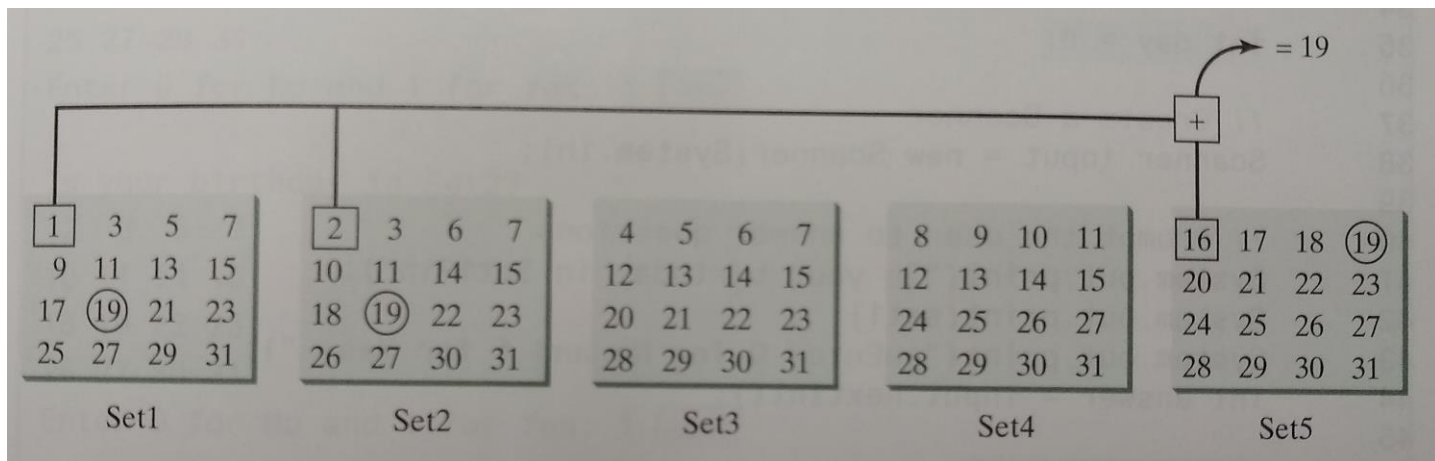 = 19
+
1 3 5 7
9 11 13 15
17 19 21 23
25 27 29 31
Set1
2 3 6 7
10 11 14 15
18 19 22 23
26 27 30 31
Set2
4 5 6 7
12 13 14 15
20 21 22 23
28 29 30 31
Set3
8 9 10 11
12 13 14 15
24 25 26 27
28 29 30 31
Set4
16 17 18 19
20 21 22 23
24 25 26 27
28 29 30 31
Set5